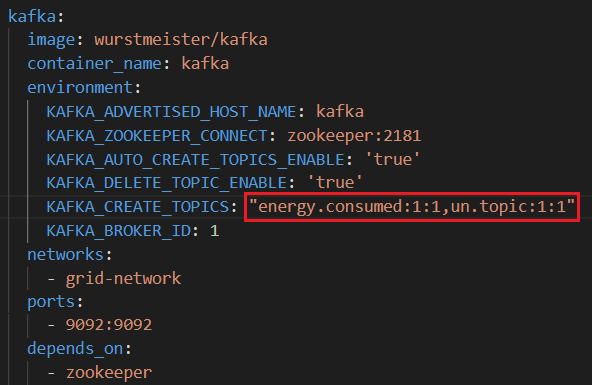 kafka:
image: wurstmeister/kafka
container_name: kafka
environment:
KAFKA_ADVERTISED_HOST_NAME: kafka
KAFKA_ZOOKEEPER_CONNECT: zookeeper:2181
KAFKA_AUTO_CREATE_TOPICS_ENABLE: 'true'
KAFKA_DELETE_TOPIC_ENABLE: 'true'
KAFKA_CREATE_TOPICS: "energy.consumed:1:1,un.topic:1:1"
KAFKA_BROKER_ID: 1
networks:
- grid-network
ports:
- 9092:9092
depends_on:
- zookeeper